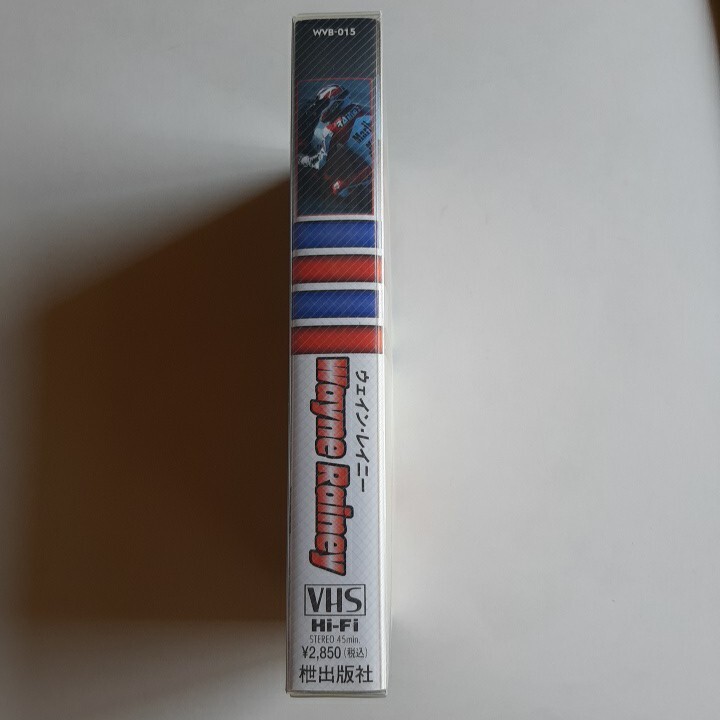 WVB-015
Marlb
ウェイン・レイニー
Wayne Rainey
VHS
Hi-Fi
STEREO 45min.
¥2,850(税込)
枻出版社